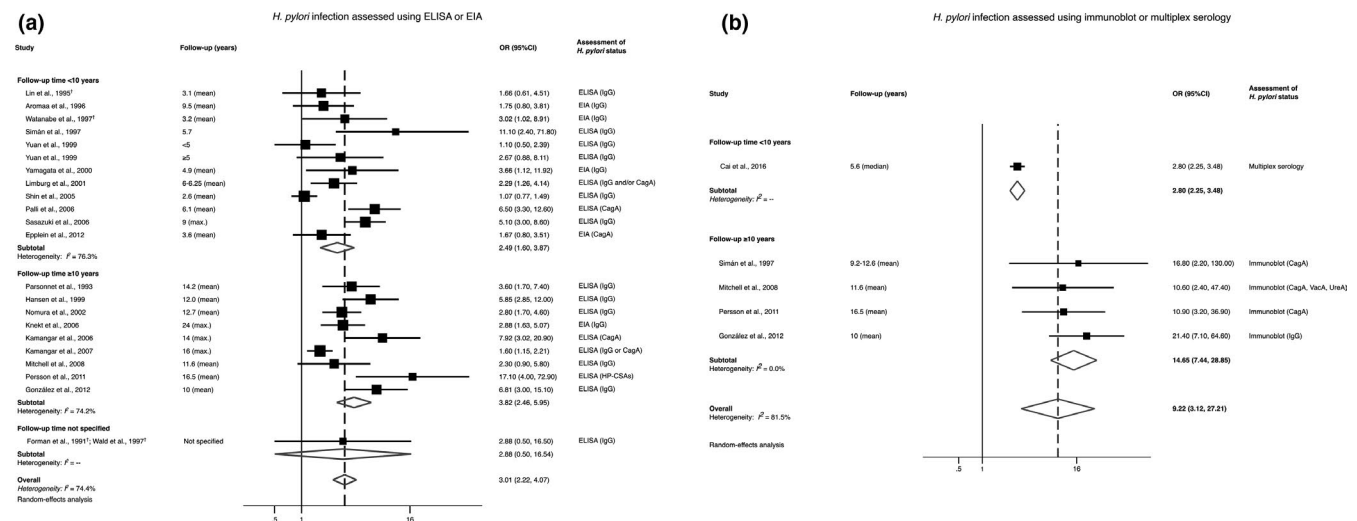 (a)
H. pylori infection assessed using ELISA or EIA
Study Follow-up (years) OR (95%CI) Assessment of H. pylori status
Follow-up time <10 years
Lin et al., 1995† 3.1 (mean) 1.66 (0.61, 4.51) ELISA (IgG)
Aromaa et al., 1996 9.5 (mean) 1.75 (0.80, 3.81) EIA (IgG)
Watanabe et al., 1997† 3.2 (mean) 3.02 (1.02, 8.91) EIA (IgG)
Simán et al., 1997 5.7 11.10 (2.40, 71.80) ELISA (IgG)
Yuan et al., 1999 <5 1.10 (0.50, 2.39) ELISA (IgG)
Yuan et al., 1999 ≥5 2.67 (0.88, 8.11) ELISA (IgG)
Yamagata et al., 2000 4.9 (mean) 3.66 (1.12, 11.92) EIA (IgG)
Limburg et al., 2001 6-6.25 (mean) 2.29 (1.26, 4.14) ELISA (IgG and/or CagA)
Shin et al., 2005 2.6 (mean) 1.07 (0.77, 1.49) ELISA (IgG)
Palli et al., 2006 6.1 (mean) 6.50 (3.30, 12.60) ELISA (CagA)
Sasazuki et al., 2006 9 (max.) 5.10 (3.00, 8.60) ELISA (IgG)
Epplein et al., 2012 3.6 (mean) 1.67 (0.80, 3.51) EIA (CagA)
Subtotal 2.49 (1.60, 3.87)
Heterogeneity: I² = 76.3%
Follow-up time ≥10 years
Parsonnet et al., 1993 14.2 (mean) 3.60 (1.70, 7.40) ELISA (IgG)
Hansen et al., 1999 12.0 (mean) 5.85 (2.85, 12.00) ELISA (IgG)
Nomura et al., 2002 12.7 (mean) 2.80 (1.70, 4.60) ELISA (IgG)
Knekt et al., 2006 24 (max.) 2.88 (1.63, 5.07) EIA (IgG)
Kamangar et al., 2006 14 (max.) 7.92 (3.02, 20.90) ELISA (CagA)
Kamangar et al., 2007 16 (max.) 1.60 (1.15, 2.21) ELISA (IgG or CagA)
Mitchell et al., 2008 11.6 (mean) 2.30 (0.90, 5.80) ELISA (IgG)
Persson et al., 2011 16.5 (mean) 17.10 (4.00, 72.90) ELISA (HP-CSAs)
González et al., 2012 10 (mean) 6.81 (3.00, 15.10) ELISA (IgG)
Subtotal 3.82 (2.46, 5.95)
Heterogeneity: I² = 74.2%
Follow-up time not specified
Forman et al., 1991†; Wald et al., 1997† Not specified 2.88 (0.50, 16.50) ELISA (IgG)
Subtotal 2.88 (0.50, 16.54)
Heterogeneity: I² = --
Overall 3.01 (2.22, 4.07)
Heterogeneity: I² = 74.4%
Random-effects analysis
.5 1 16
(b)
H. pylori infection assessed using immunoblot or multiplex serology
Study Follow-up (years) OR (95%CI) Assessment of H. pylori status
Follow-up time <10 years
Cai et al., 2016 5.6 (median) 2.80 (2.25, 3.48) Multiplex serology
Subtotal 2.80 (2.25, 3.48)
Heterogeneity: I² = --
Follow-up ≥10 years
Simán et al., 1997 9.2-12.6 (mean) 16.80 (2.20, 130.00) Immunoblot (CagA)
Mitchell et al., 2008 11.6 (mean) 10.60 (2.40, 47.40) Immunoblot (CagA, VacA, UreA)
Persson et al., 2011 16.5 (mean) 10.90 (3.20, 36.90) Immunoblot (CagA)
González et al., 2012 10 (mean) 21.40 (7.10, 64.60) Immunoblot (IgG)
Subtotal 14.65 (7.44, 28.85)
Heterogeneity: I² = 0.0%
Overall 9.22 (3.12, 27.21)
Heterogeneity: I² = 81.5%
Random-effects analysis
.5 1 16